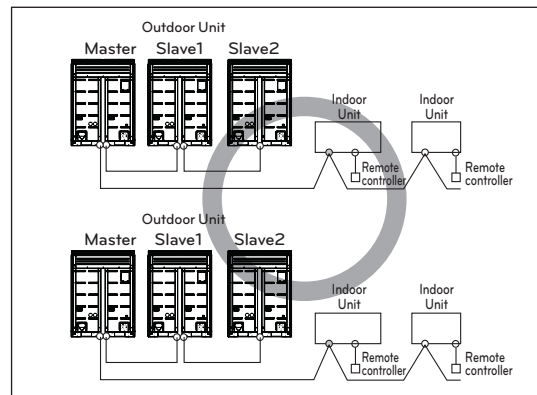 Outdoor Unit
Master Slave1 Slave2
Indoor
Unit
Indoor
Unit
Remote
controller
Remote
controller
Outdoor Unit
Master Slave1 Slave2
Indoor
Unit
Indoor
Unit
Remote
controller
Remote
controller